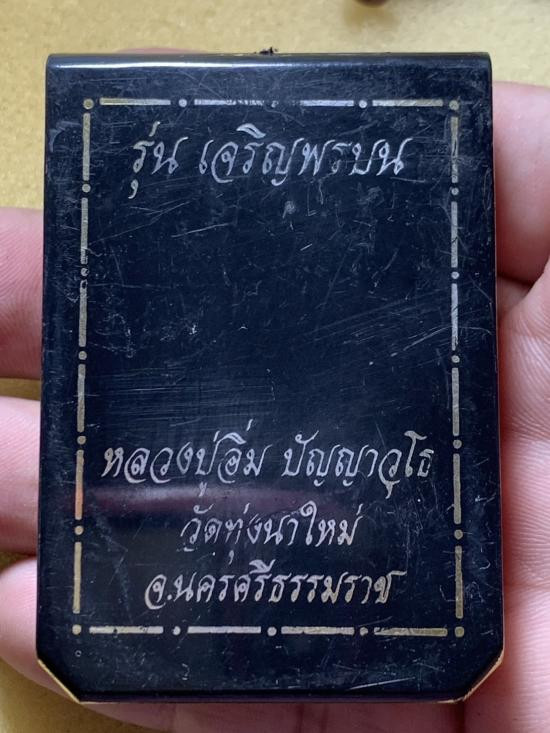 รุ่น เจริญพรบน
หลวงปู่อิ่ม ปัญญาวุโธ
วัดทุ่งนาใหม่
จ.นครศรีธรรมราช